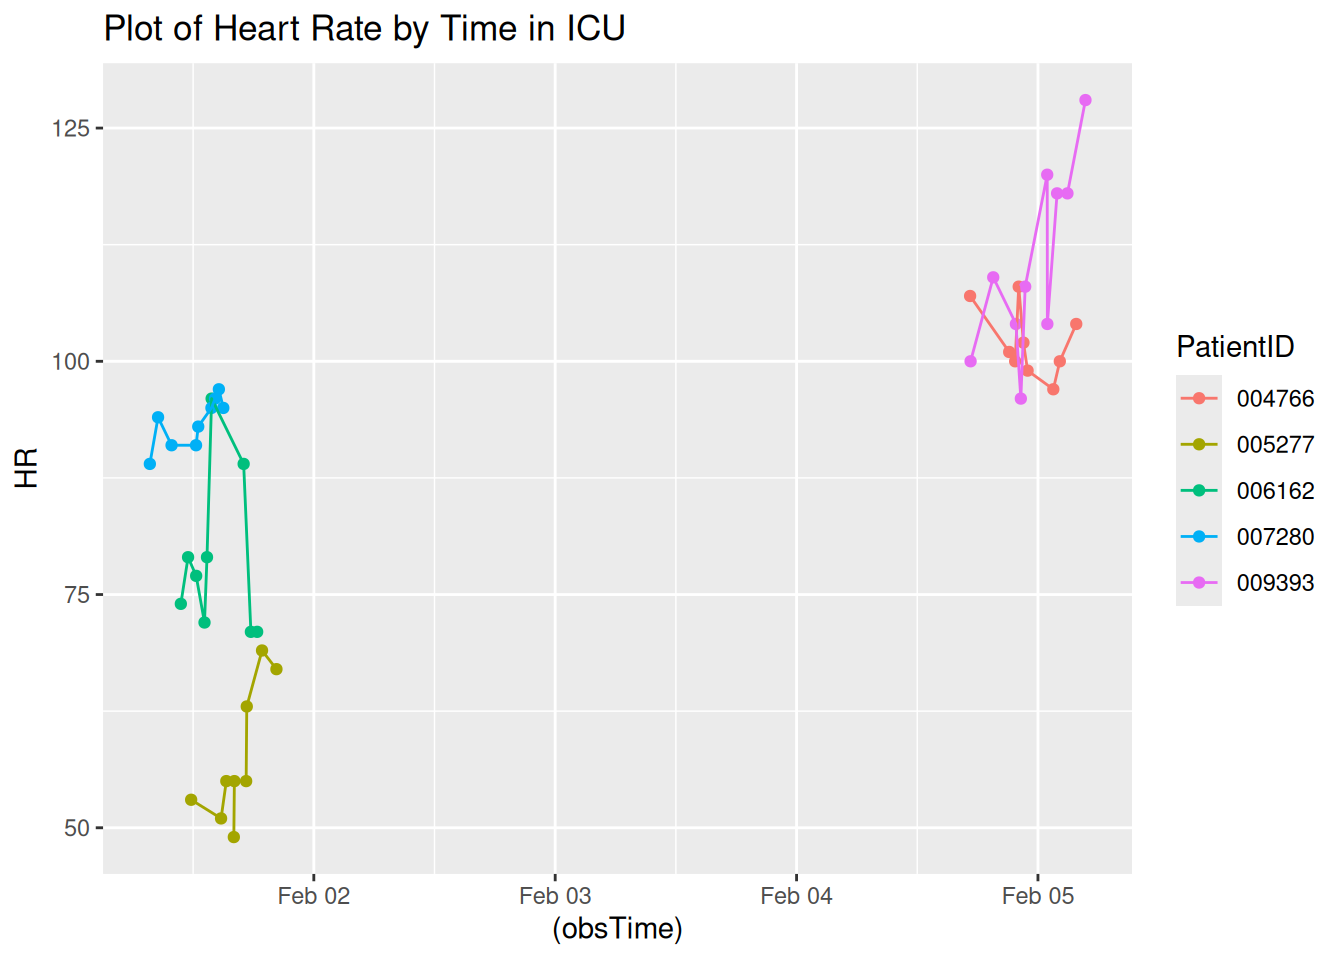 Plot of Heart Rate by Time in ICU
125
100
75
50
HR
Feb 02 Feb 03 Feb 04 Feb 05
(obsTime)
PatientID
004766
005277
006162
007280
009393